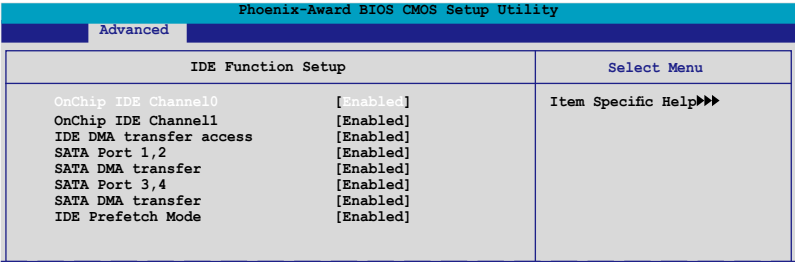 Phoenix-Award BIOS CMOS Setup Utility
Advanced
IDE Function Setup
Select Menu
OnChip IDE Channel0 [Enabled]
Item Specific Help
OnChip IDE Channel1 [Enabled]
IDE DMA transfer access [Enabled]
SATA Port 1,2 [Enabled]
SATA DMA transfer [Enabled]
SATA Port 3,4 [Enabled]
SATA DMA transfer [Enabled]
IDE Prefetch Mode [Enabled]